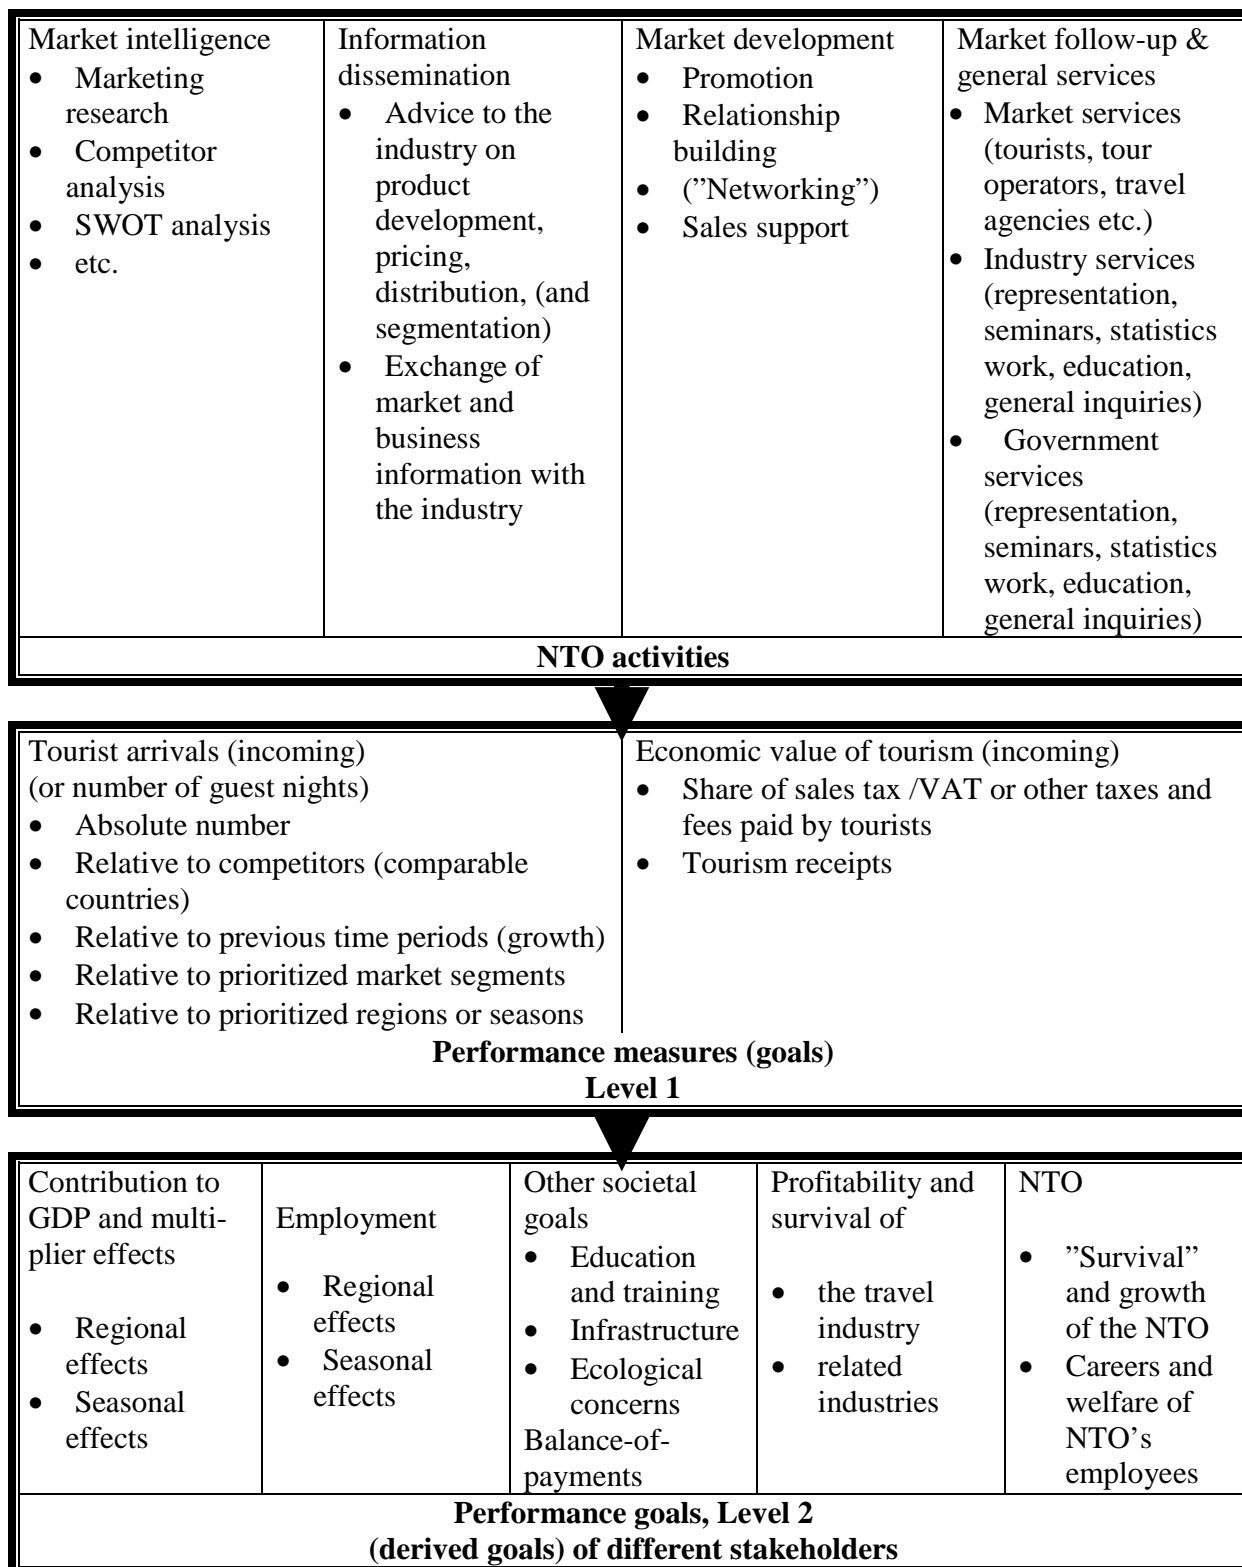 Market intelligence
• Marketing
research
• Competitor
analysis
• SWOT analysis
• etc.
Information
dissemination
• Advice to the
industry on
product
development,
pricing,
distribution, (and
segmentation)
• Exchange of
market and
business
information with
the industry
Market development
• Promotion
• Relationship
building
• (”Networking”)
• Sales support
Market follow-up &
general services
• Market services
(tourists, tour
operators, travel
agencies etc.)
• Industry services
(representation,
seminars, statistics
work, education,
general inquiries)
• Government
services
(representation,
seminars, statistics
work, education,
general inquiries)
NTO activities
Tourist arrivals (incoming)
(or number of guest nights)
• Absolute number
• Relative to competitors (comparable
countries)
• Relative to previous time periods (growth)
• Relative to prioritized market segments
• Relative to prioritized regions or seasons
Economic value of tourism (incoming)
• Share of sales tax /VAT or other taxes and
fees paid by tourists
• Tourism receipts
Performance measures (goals)
Level 1
Contribution to
GDP and multi-
plier effects
• Regional
effects
• Seasonal
effects
Employment
• Regional
effects
• Seasonal
effects
Other societal
goals
• Education
and training
• Infrastructure
• Ecological
concerns
Balance-of-
payments
Profitability and
survival of
• the travel
industry
• related
industries
NTO
• ”Survival”
and growth
of the NTO
• Careers and
welfare of
NTO’s
employees
Performance goals, Level 2
(derived goals) of different stakeholders